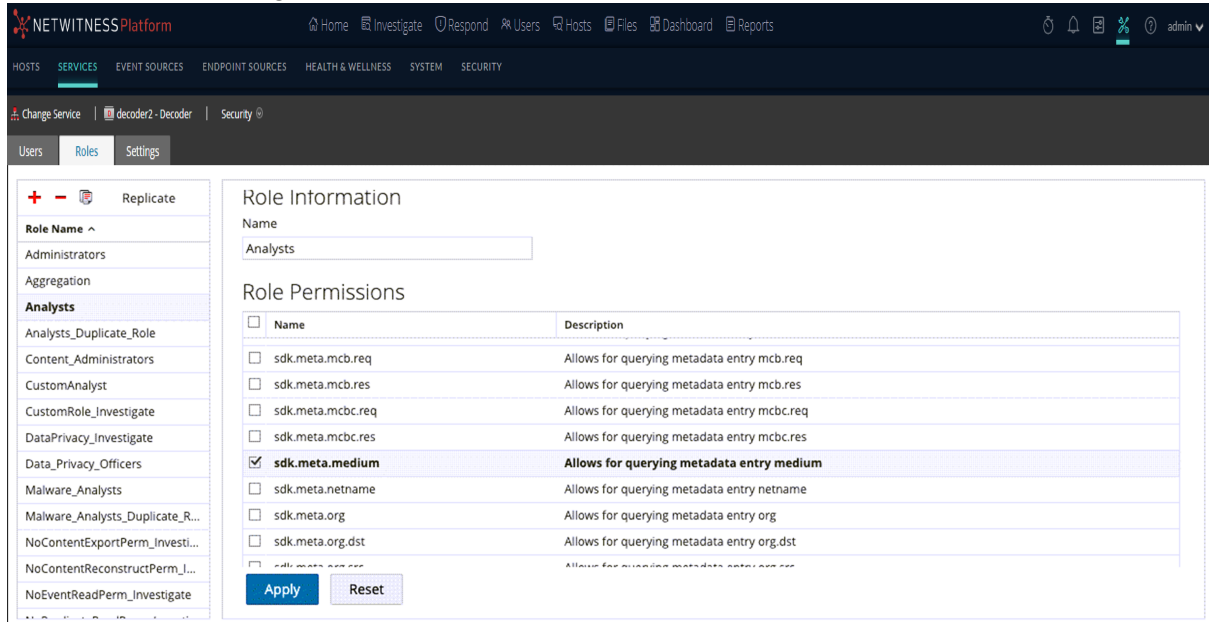 NETWITNESS Platform
Home Investigate Respond Users Hosts Files Dashboard Reports
admin
HOSTS SERVICES EVENT SOURCES ENDPOINT SOURCES HEALTH & WELLNESS SYSTEM SECURITY
Change Service | decoder2 - Decoder | Security
Users Roles Settings
Replicate
Role Name
Administrators
Aggregation
Analysts
Analysts_Duplicate_Role
Content_Administrators
CustomAnalyst
CustomRole_Investigate
DataPrivacy_Investigate
Data_Privacy_Officers
Malware_Analysts
Malware_Analysts_Duplicate_R...
NoContentExportPerm_Investi...
NoContentReconstructPerm_I...
NoEventReadPerm_Investigate
Role Information
Name
Analysts
Role Permissions
Name Description
sdk.meta.mcb.req Allows for querying metadata entry mcb.req
sdk.meta.mcb.res Allows for querying metadata entry mcb.res
sdk.meta.mcbc.req Allows for querying metadata entry mcbc.req
sdk.meta.mcbc.res Allows for querying metadata entry mcbc.res
sdk.meta.medium Allows for querying metadata entry medium
sdk.meta.netname Allows for querying metadata entry netname
sdk.meta.org Allows for querying metadata entry org
sdk.meta.org.dst Allows for querying metadata entry org.dst
Apply Reset